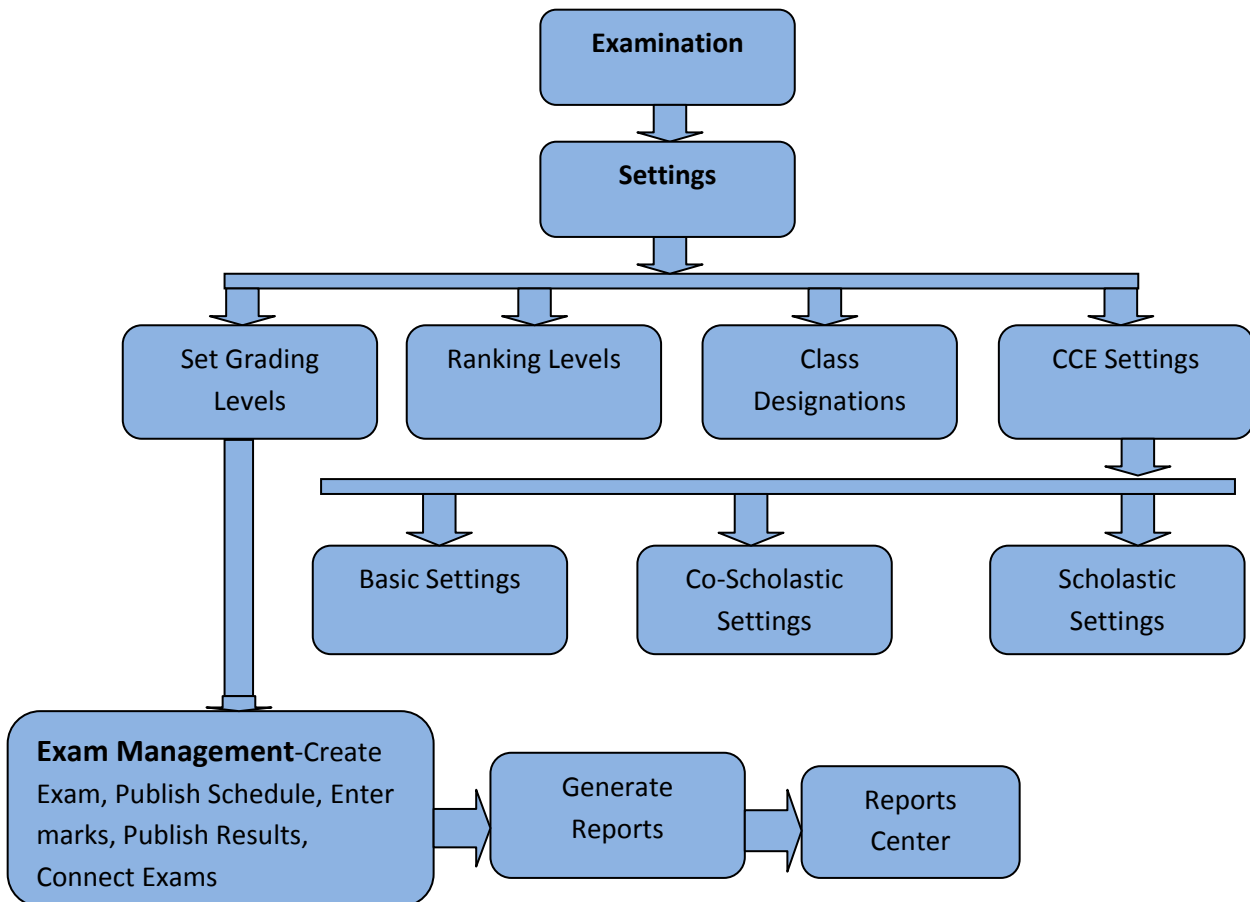 Examination
Settings
Set Grading
Levels
Ranking Levels
Class
Designations
CCE Settings
Basic Settings
Co-Scholastic
Settings
Scholastic
Settings
Exam Management-Create
Exam, Publish Schedule, Enter
marks, Publish Results,
Connect Exams
Generate
Reports
Reports
Center